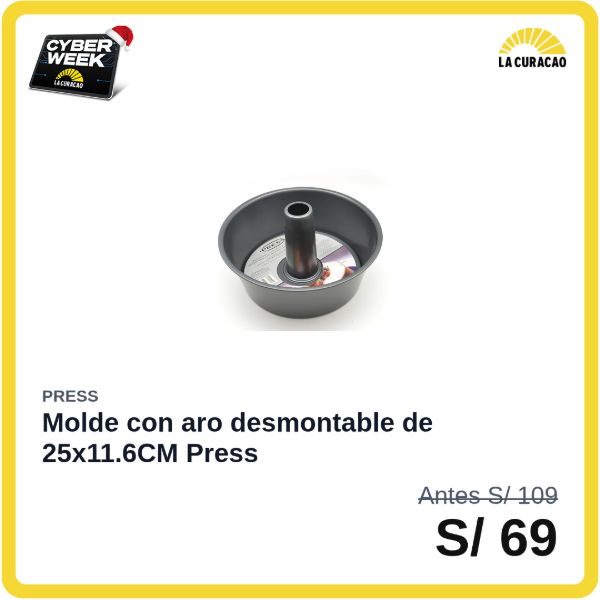 CYBER
WEEK
LA CURACAO
LA CURACAO
PRESS
Molde con aro desmontable de
25x11.6CM Press
Antes S/ 109
S/ 69